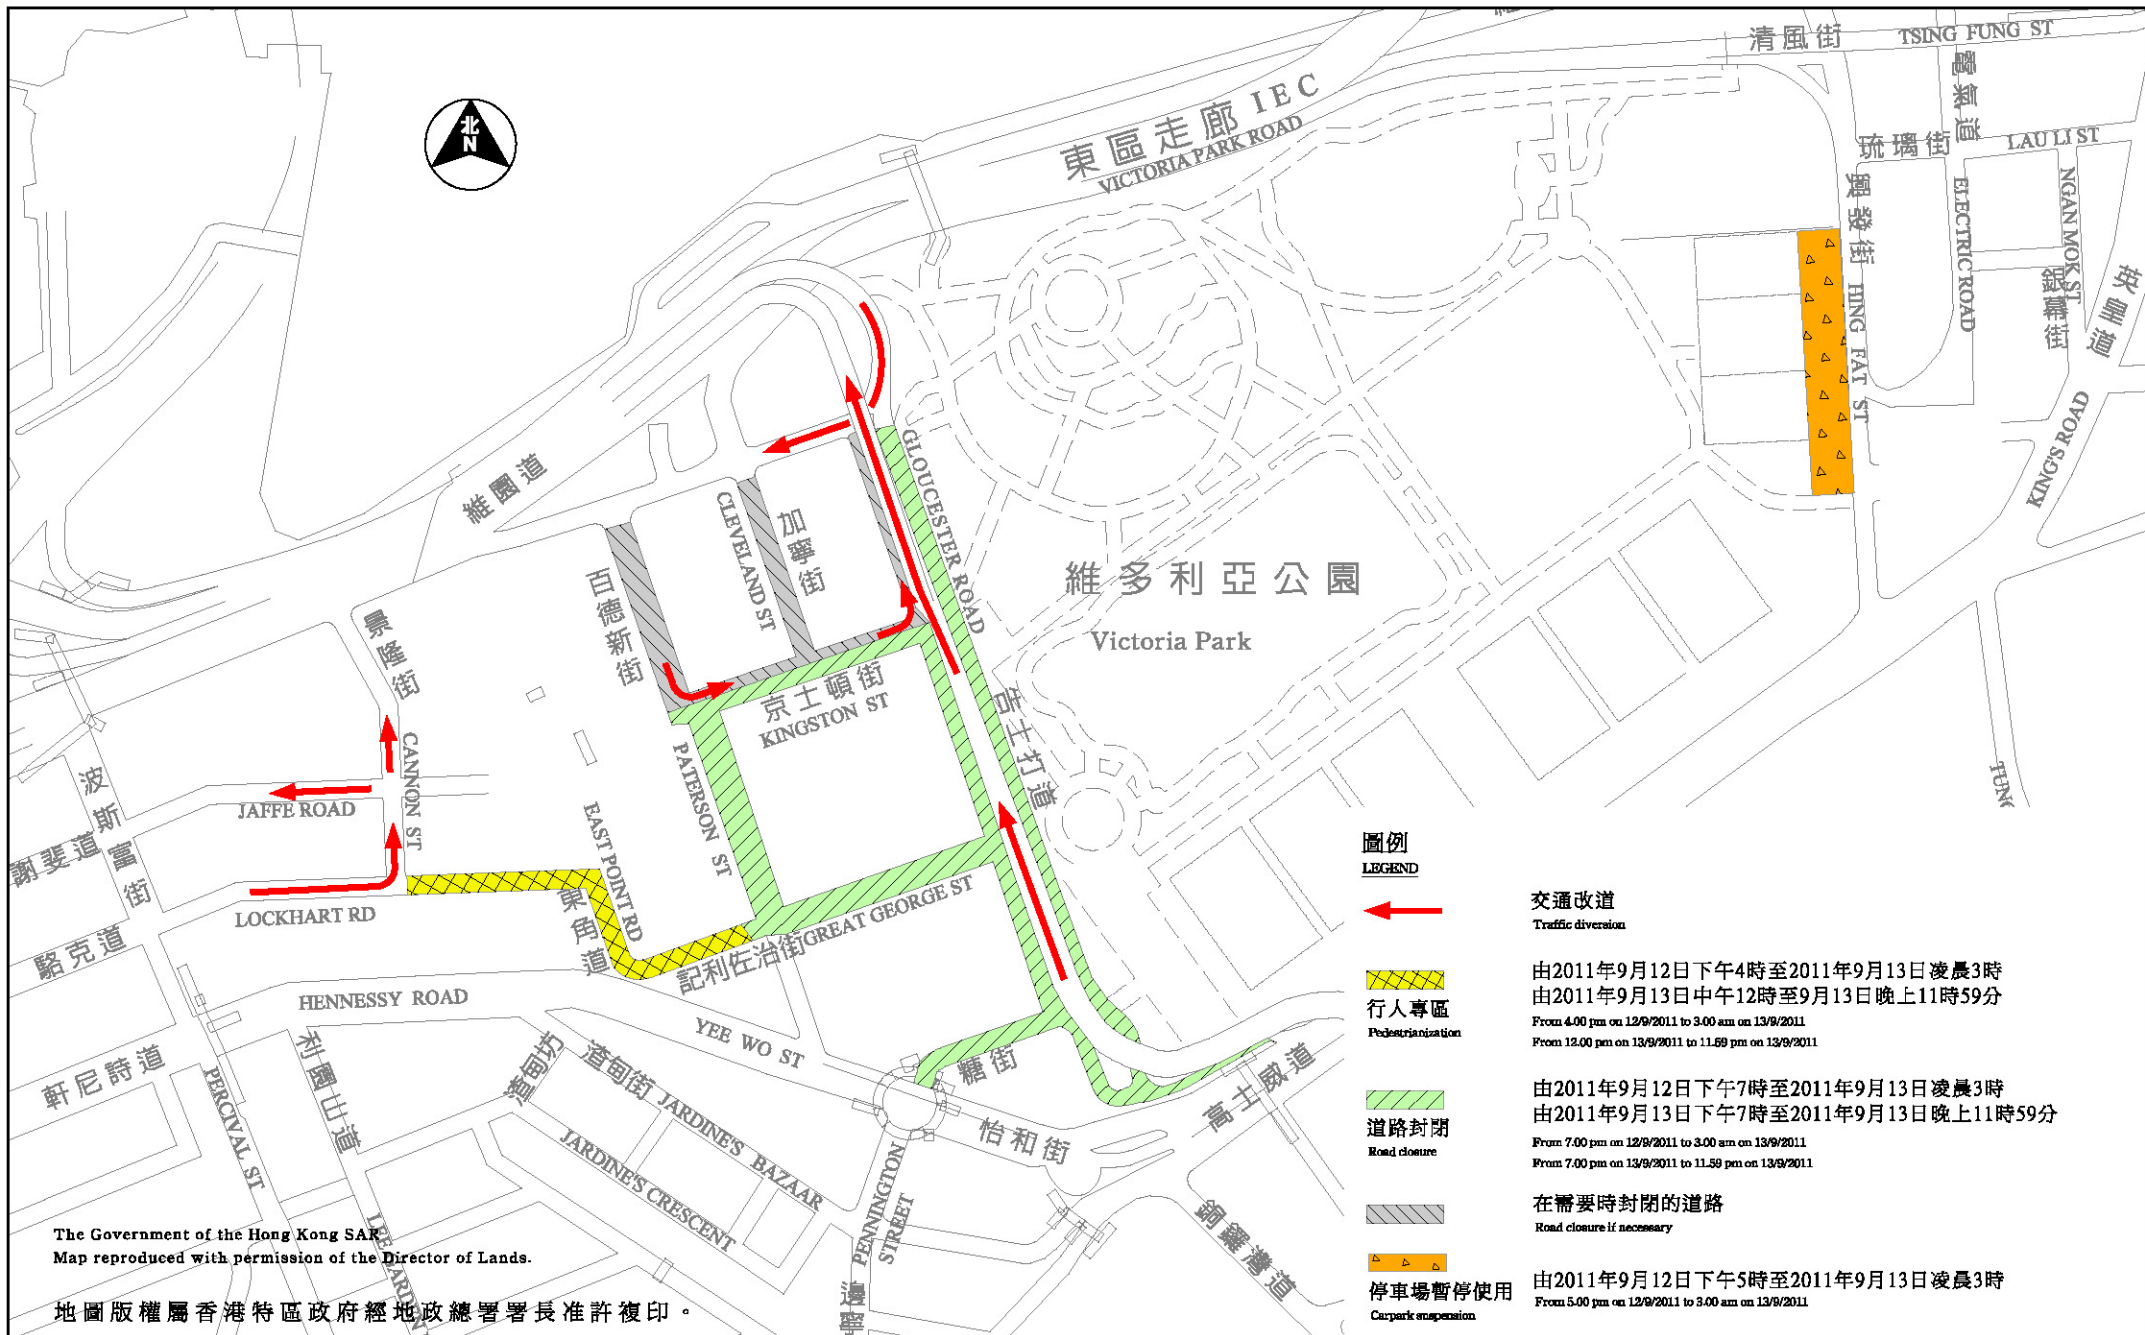 清風街
TSING FUNG ST
電氣道
東區走廊 IEC
VICTORIA PARK ROAD
琉璃街
LAU LI ST
北
N
興發街
HING FAT ST
ELECTRIC ROAD
NGAN MOK ST
銀幕街
英皇道
KING'S ROAD
維園道
GLOUCESTER ROAD
CLEVELAND ST
加寧街
百德新街
維多利亞公園
Victoria Park
景隆街
京士頓街
KINGSTON ST
告士打道
CANNON ST
PATERSON ST
JAFFE ROAD
波斯富街
謝斐道
EAST POINT RD
東角道
LOCKHART RD
駱克道
記利佐治街
GREAT GEORGE ST
HENNESSY ROAD
YEE WO ST
軒尼詩道
PERCIVAL ST
利園山道
渣甸坊
渣甸街
JARDINE'S BAZAAR
JARDINE'S CRESCENT
糖街
怡和街
高士威道
PENNINGTON
STREET
銅鑼灣道
LEE GARDEN
TUNG
圖例
LEGEND
交通改道
Traffic diversion
行人專區
Pedestrianization
由2011年9月12日下午4時至2011年9月13日凌晨3時
由2011年9月13日中午12時至9月13日晚上11時59分
From 4.00 pm on 12/9/2011 to 3.00 am on 13/9/2011
From 12.00 pm on 13/9/2011 to 11.59 pm on 13/9/2011
道路封閉
Road closure
由2011年9月12日下午7時至2011年9月13日凌晨3時
由2011年9月13日下午7時至2011年9月13日晚上11時59分
From 7.00 pm on 12/9/2011 to 3.00 am on 13/9/2011
From 7.00 pm on 13/9/2011 to 11.59 pm on 13/9/2011
在需要時封閉的道路
Road closure if necessary
停車場暫停使用
Carpark suspension
由2011年9月12日下午5時至2011年9月13日凌晨3時
From 5.00 pm on 12/9/2011 to 3.00 am on 13/9/2011
The Government of the Hong Kong SAR
Map reproduced with permission of the Director of Lands.
地圖版權屬香港特區政府經地政總署署長准許複印。